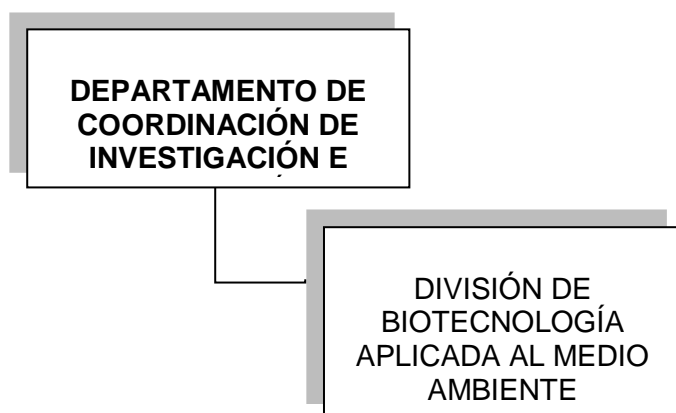 DEPARTAMENTO DE
COORDINACIÓN DE
INVESTIGACIÓN E
DIVISIÓN DE
BIOTECNOLOGÍA
APLICADA AL MEDIO
AMBIENTE